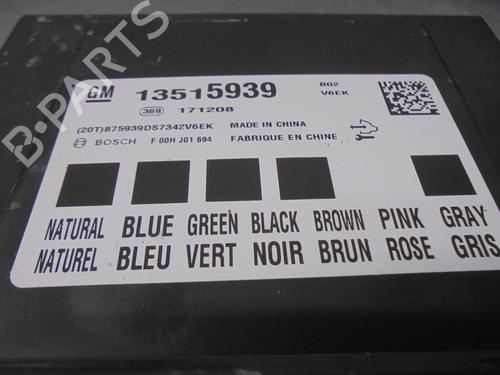 B-PARTS
GM 13515939 B02
V6EK
369 171208
(20T)875939DS7342V6EK MADE IN CHINA
BOSCH F 00H J01 694 FABRIQUE EN CHINE
NATURAL BLUE GREEN BLACK BROWN PINK GRAY
NATUREL BLEU VERT NOIR BRUN ROSE GRIS